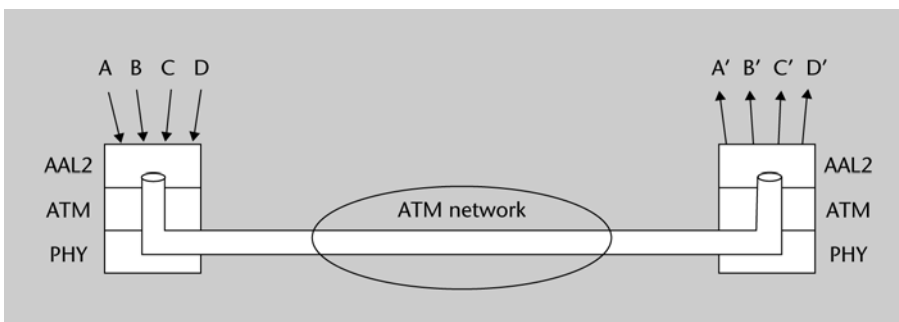 A B C D
A′ B′ C′ D′
AAL2
AAL2
ATM
ATM network
ATM
PHY
PHY